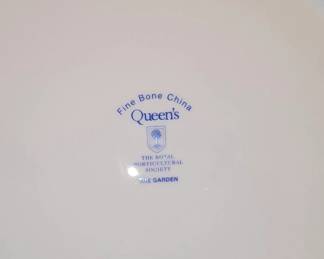 Fine Bone China
Queen's
THE ROYAL
HORTICULTURAL
SOCIETY
GARDEN